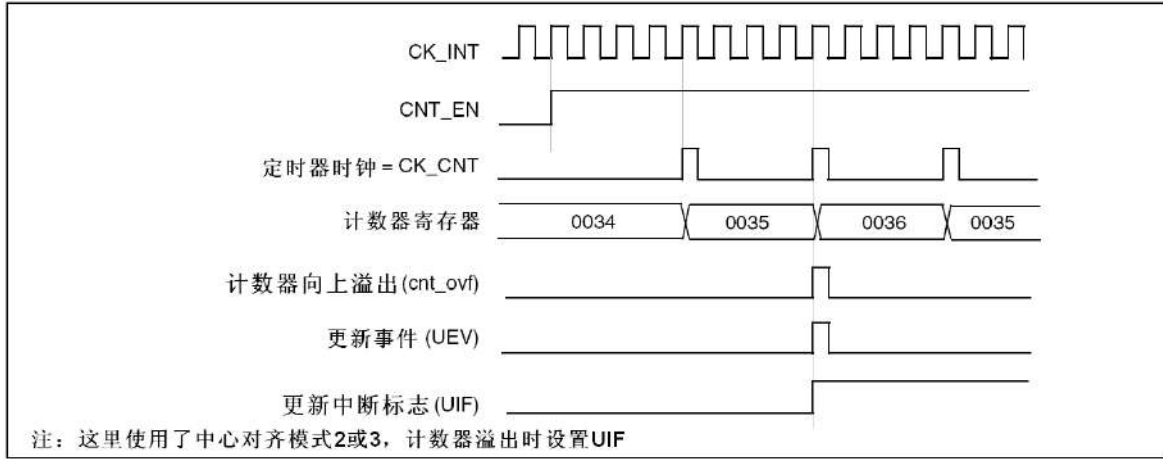 CK_INT
CNT_EN
定时器时钟 = CK_CNT
计数器寄存器 0034 0035 0036 0035
计数器向上溢出(cnt_ovf)
更新事件 (UEV)
更新中断标志(UIF)
注：这里使用了中心对齐模式2或3，计数器溢出时设置UIF